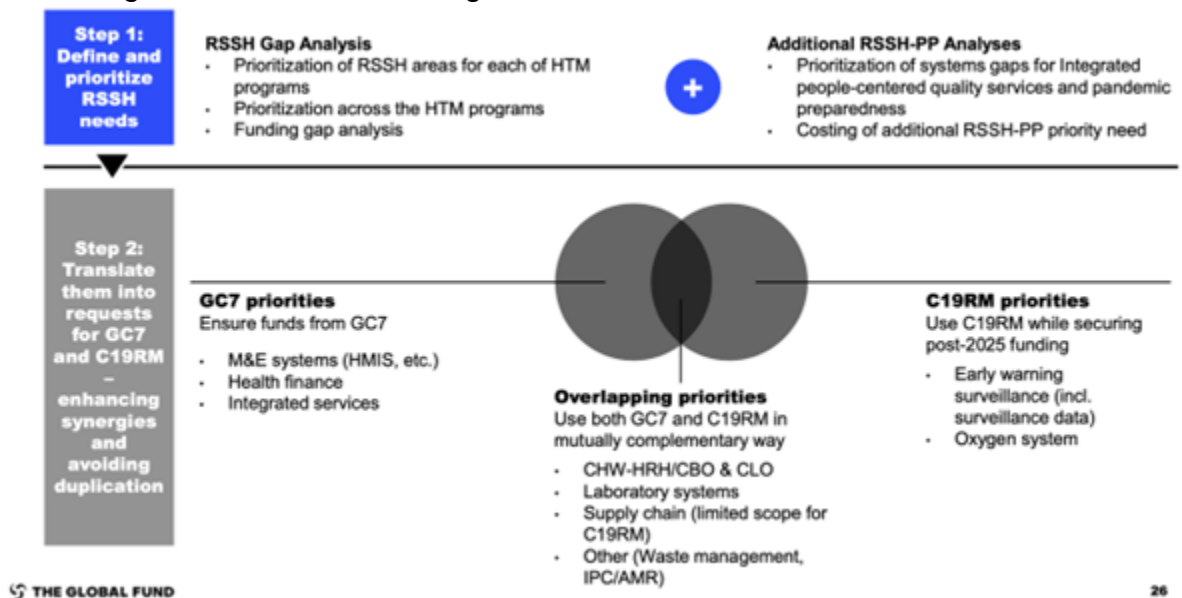 Step 1:
Define and
prioritize
RSSH
needs
RSSH Gap Analysis
· Prioritization of RSSH areas for each of HTM
programs
· Prioritization across the HTM programs
· Funding gap analysis
+
Additional RSSH-PP Analyses
· Prioritization of systems gaps for Integrated
people-centered quality services and pandemic
preparedness
· Costing of additional RSSH-PP priority need
Step 2:
Translate
them into
requests
for GC7
and C19RM
–
enhancing
synergies
and
avoiding
duplication
GC7 priorities
Ensure funds from GC7
· M&E systems (HMIS, etc.)
· Health finance
· Integrated services
Overlapping priorities
Use both GC7 and C19RM in
mutually complementary way
· CHW-HRH/CBO & CLO
· Laboratory systems
· Supply chain (limited scope for
C19RM)
· Other (Waste management,
IPC/AMR)
C19RM priorities
Use C19RM while securing
post-2025 funding
· Early warning
surveillance (incl.
surveillance data)
· Oxygen system
THE GLOBAL FUND
26